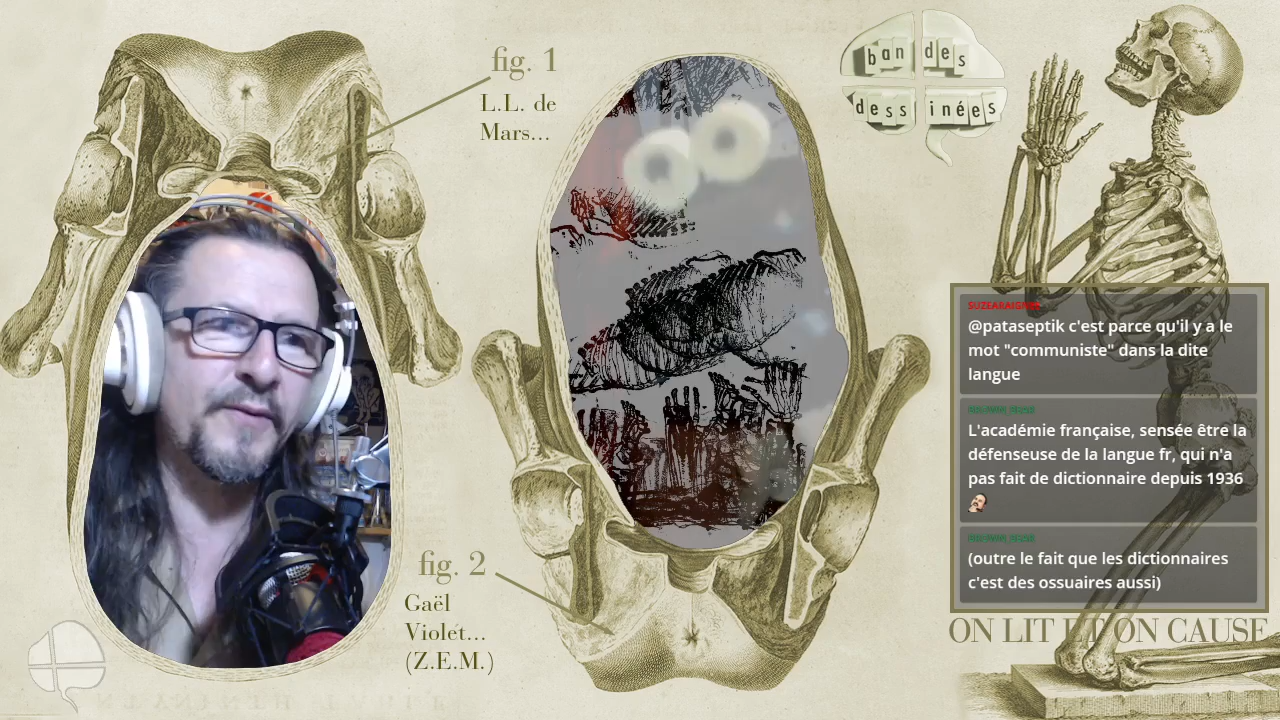 fig. 1
L.L. de
Mars...
ban des
dess inées
SUZEARAIGNEE
@pataseptik c'est parce qu'il y a le
mot "communiste" dans la dite
langue
L'académie française, sensée être la
défenseuse de la langue fr, qui n'a
pas fait de dictionnaire depuis 1936
(outre le fait que les dictionnaires
c'est des ossuaires aussi)
fig. 2
Gaël
Violet...
(Z.E.M.)
ON LIT ET ON CAUSE